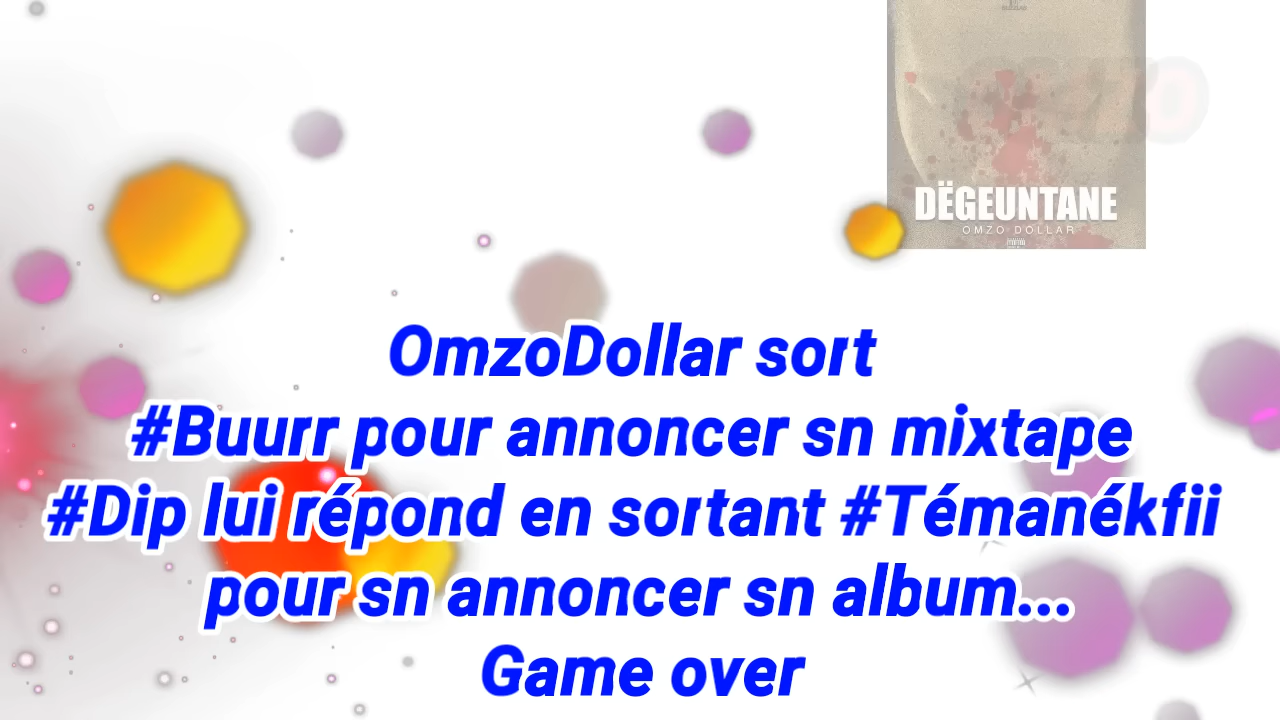 DËGEUNTANE
OMZO DOLLAR
OmzoDollar sort
#Buurr pour annoncer sn mixtape
#Dip lui répond en sortant #Témanékfii
pour sn annoncer sn album...
Game over